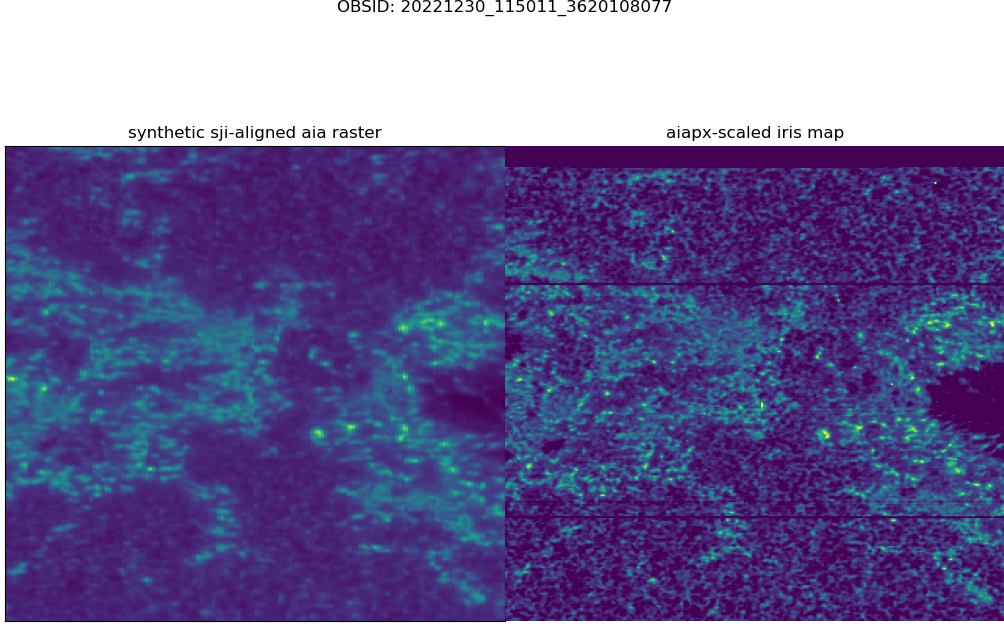 OBSID: 20221230_115011_3620108077
synthetic sji-aligned aia raster
aiapx-scaled iris map